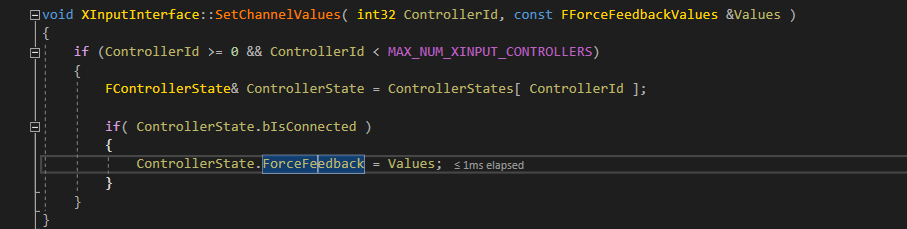 void XInputInterface::SetChannelValues( int32 ControllerId, const FForceFeedbackValues &Values )
{
if (ControllerId >= 0 && ControllerId < MAX_NUM_XINPUT_CONTROLLERS)
{
FControllerState& ControllerState = ControllerStates[ ControllerId ];
if( ControllerState.bIsConnected )
{
ControllerState.ForceFeedback = Values; ≤ 1ms elapsed
}
}
}